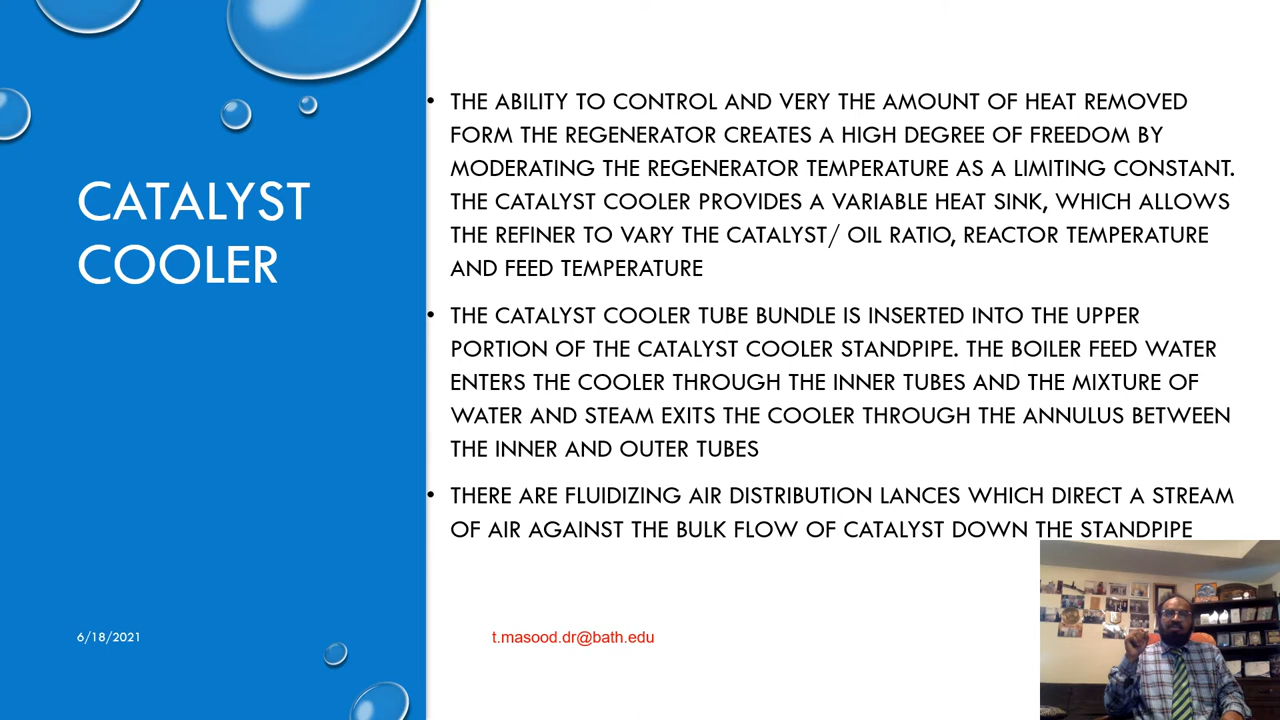 CATALYST
COOLER
• THE ABILITY TO CONTROL AND VERY THE AMOUNT OF HEAT REMOVED
FORM THE REGENERATOR CREATES A HIGH DEGREE OF FREEDOM BY
MODERATING THE REGENERATOR TEMPERATURE AS A LIMITING CONSTANT.
THE CATALYST COOLER PROVIDES A VARIABLE HEAT SINK, WHICH ALLOWS
THE REFINER TO VARY THE CATALYST/ OIL RATIO, REACTOR TEMPERATURE
AND FEED TEMPERATURE
• THE CATALYST COOLER TUBE BUNDLE IS INSERTED INTO THE UPPER
PORTION OF THE CATALYST COOLER STANDPIPE. THE BOILER FEED WATER
ENTERS THE COOLER THROUGH THE INNER TUBES AND THE MIXTURE OF
WATER AND STEAM EXITS THE COOLER THROUGH THE ANNULUS BETWEEN
THE INNER AND OUTER TUBES
• THERE ARE FLUIDIZING AIR DISTRIBUTION LANCES WHICH DIRECT A STREAM
OF AIR AGAINST THE BULK FLOW OF CATALYST DOWN THE STANDPIPE
6/18/2021
t.masood.dr@bath.edu